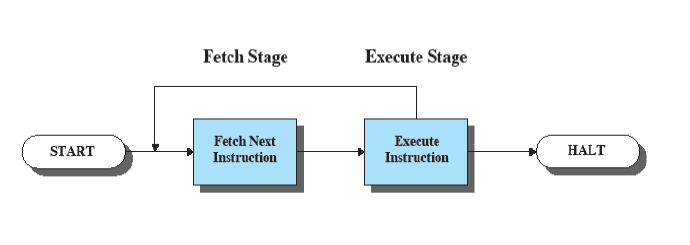 Fetch Stage
Execute Stage
START
Fetch Next
Instruction
Execute
Instruction
HALT